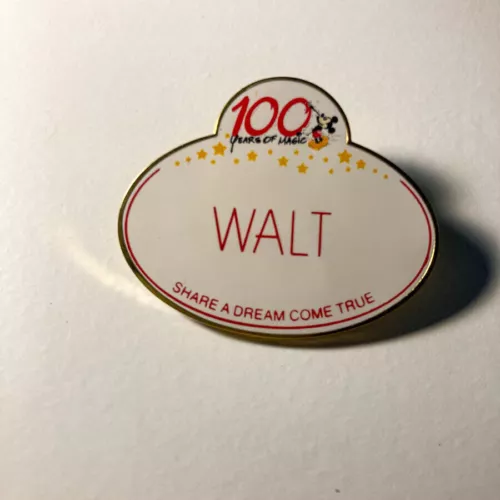 100
YEARS OF MAGIC
WALT
SHARE A DREAM COME TRUE